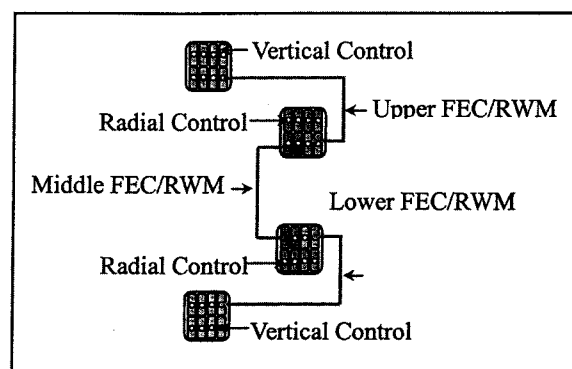 Vertical Control
Upper FEC/RWM
Radial Control
Middle FEC/RWM
Lower FEC/RWM
Radial Control
Vertical Control